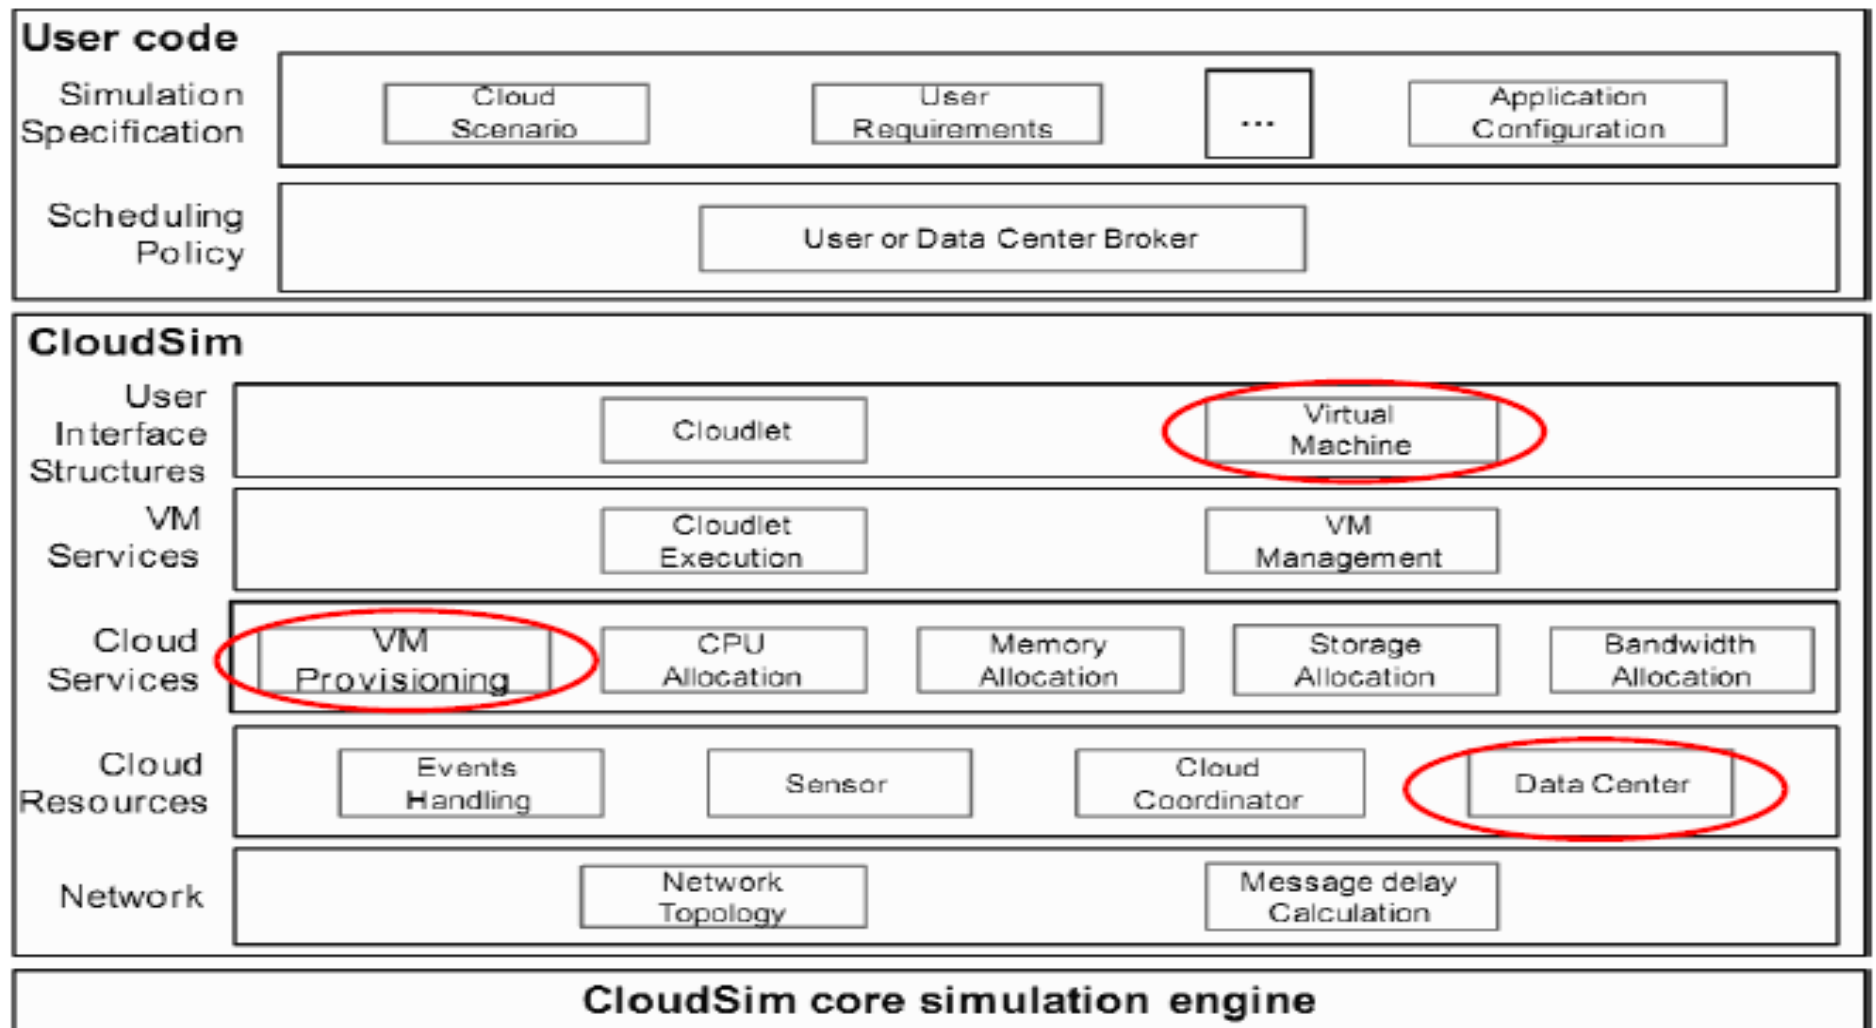 User code
Simulation
Specification
Cloud
Scenario
User
Requirements
...
Application
Configuration
Scheduling
Policy
User or Data Center Broker
CloudSim
User
Interface
Structures
Cloudlet
Virtual
Machine
VM
Services
Cloudlet
Execution
VM
Management
Cloud
Services
VM
Provisioning
CPU
Allocation
Memory
Allocation
Storage
Allocation
Bandwidth
Allocation
Cloud
Resources
Events
Handling
Sensor
Cloud
Coordinator
Data Center
Network
Network
Topology
Message delay
Calculation
CloudSim core simulation engine